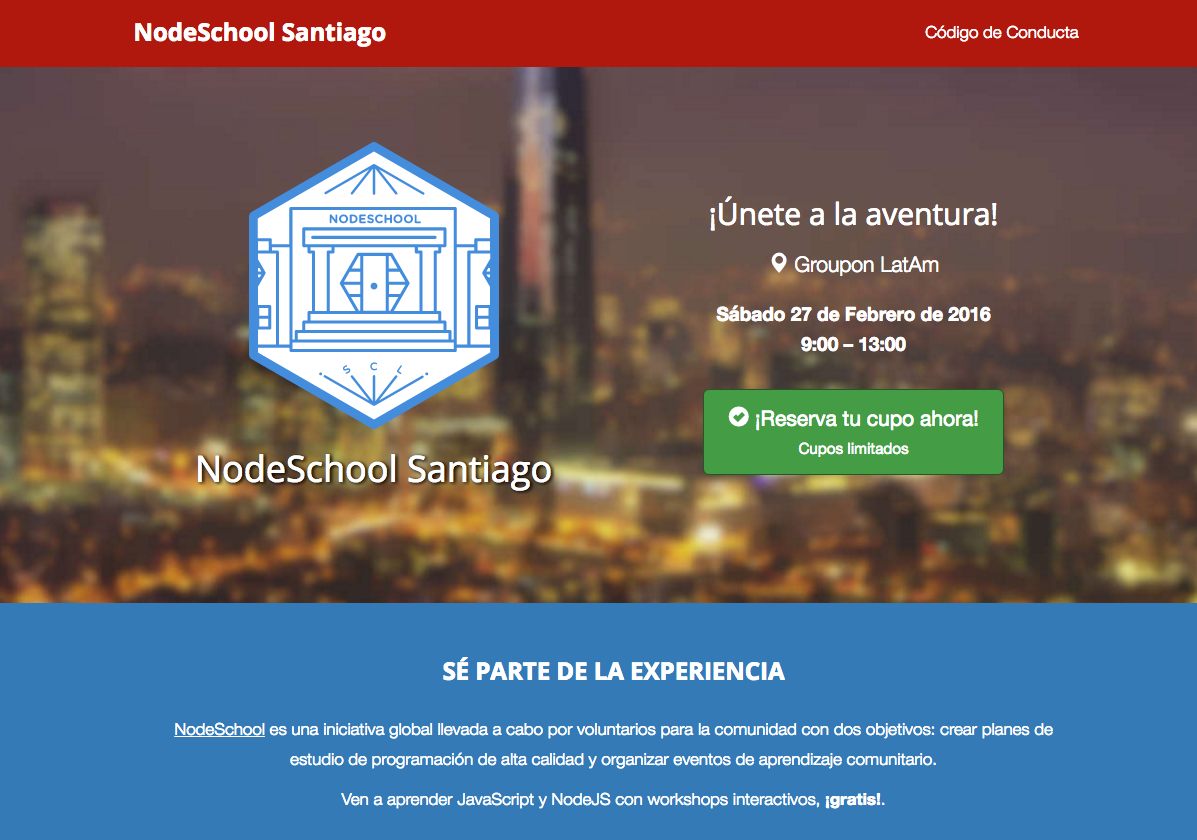 NodeSchool Santiago
Código de Conducta
NODESCHOOL
· S C L ·
NodeSchool Santiago
¡Únete a la aventura!
Groupon LatAm
Sábado 27 de Febrero de 2016
9:00 – 13:00
¡Reserva tu cupo ahora!
Cupos limitados
SÉ PARTE DE LA EXPERIENCIA
NodeSchool es una iniciativa global llevada a cabo por voluntarios para la comunidad con dos objetivos: crear planes de
estudio de programación de alta calidad y organizar eventos de aprendizaje comunitario.
Ven a aprender JavaScript y NodeJS con workshops interactivos, ¡gratis!.